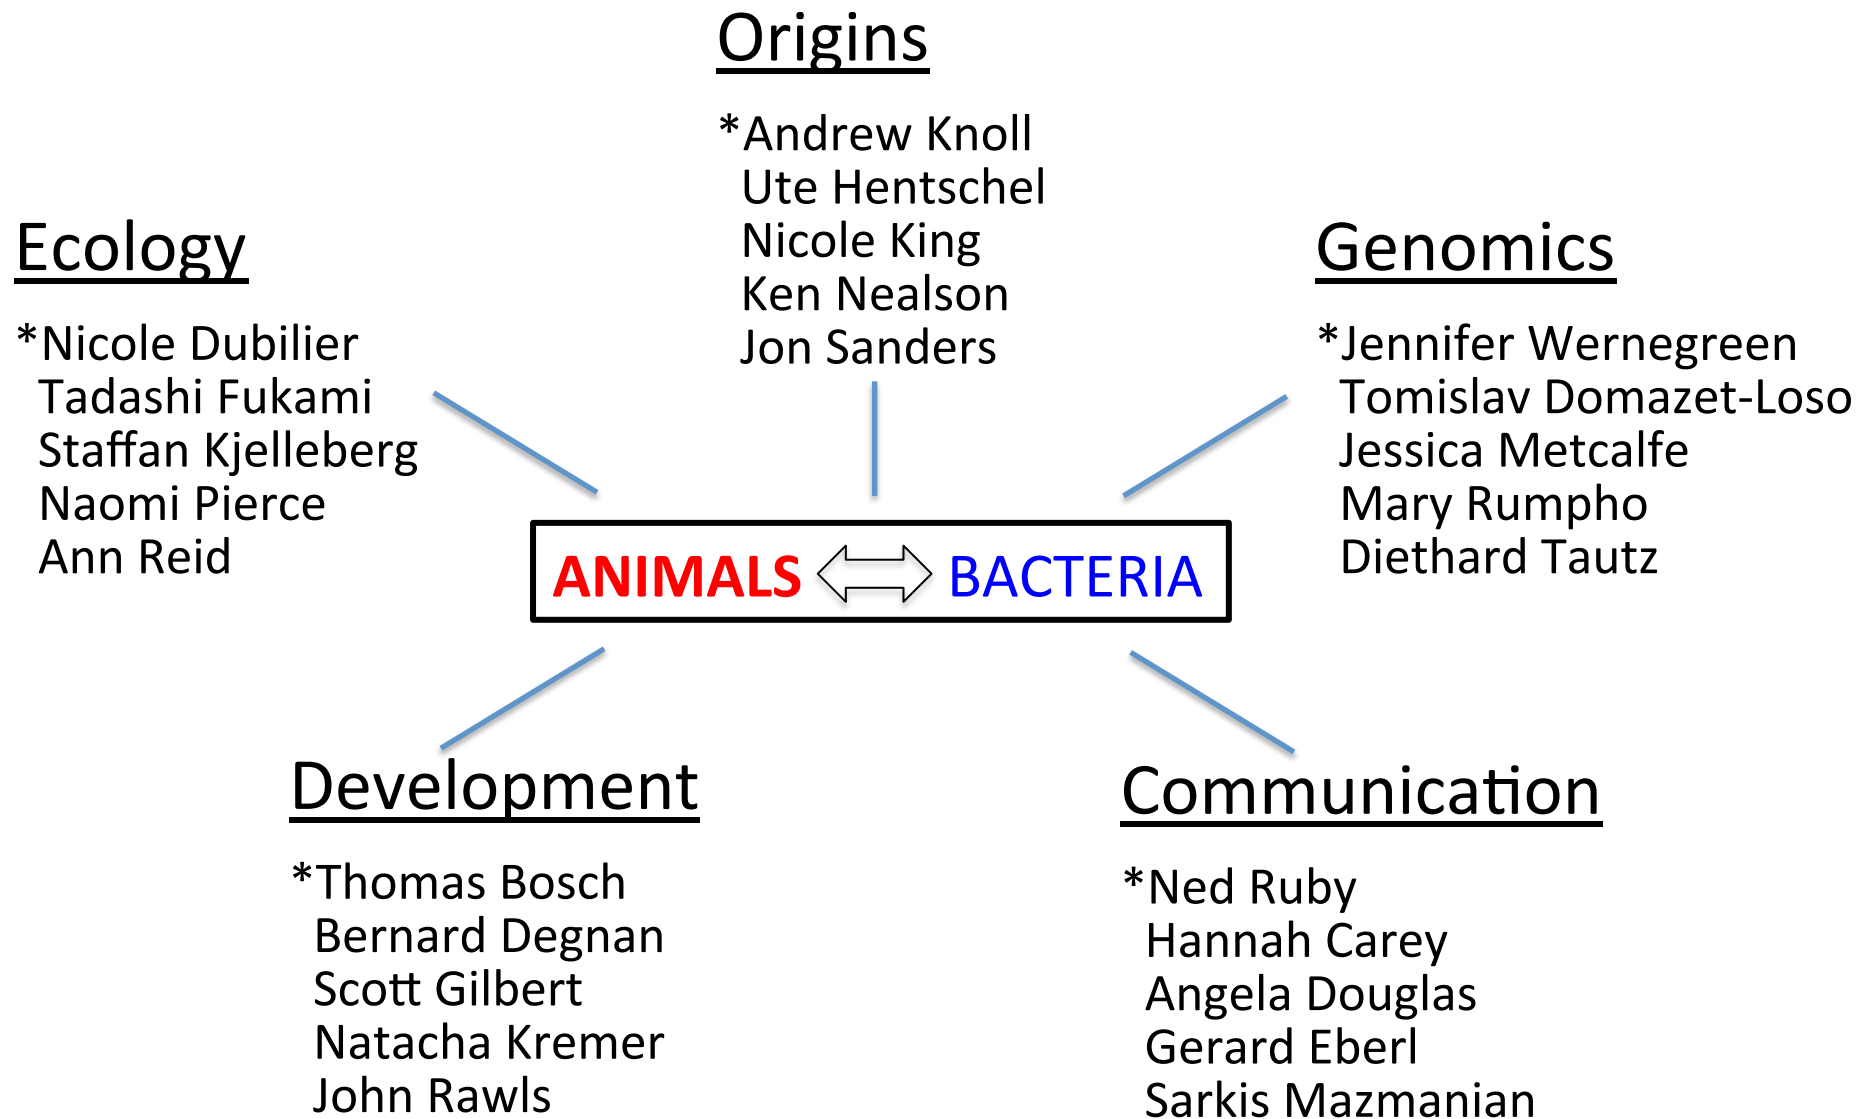 Origins
*Andrew Knoll
Ute Hentschel
Nicole King
Ken Nealson
Jon Sanders
Ecology
*Nicole Dubilier
Tadashi Fukami
Staffan Kjelleberg
Naomi Pierce
Ann Reid
Genomics
*Jennifer Wernegreen
Tomislav Domazet-Loso
Jessica Metcalfe
Mary Rumpho
Diethard Tautz
ANIMALS BACTERIA
Development
*Thomas Bosch
Bernard Degnan
Scott Gilbert
Natacha Kremer
John Rawls
Communication
*Ned Ruby
Hannah Carey
Angela Douglas
Gerard Eberl
Sarkis Mazmanian